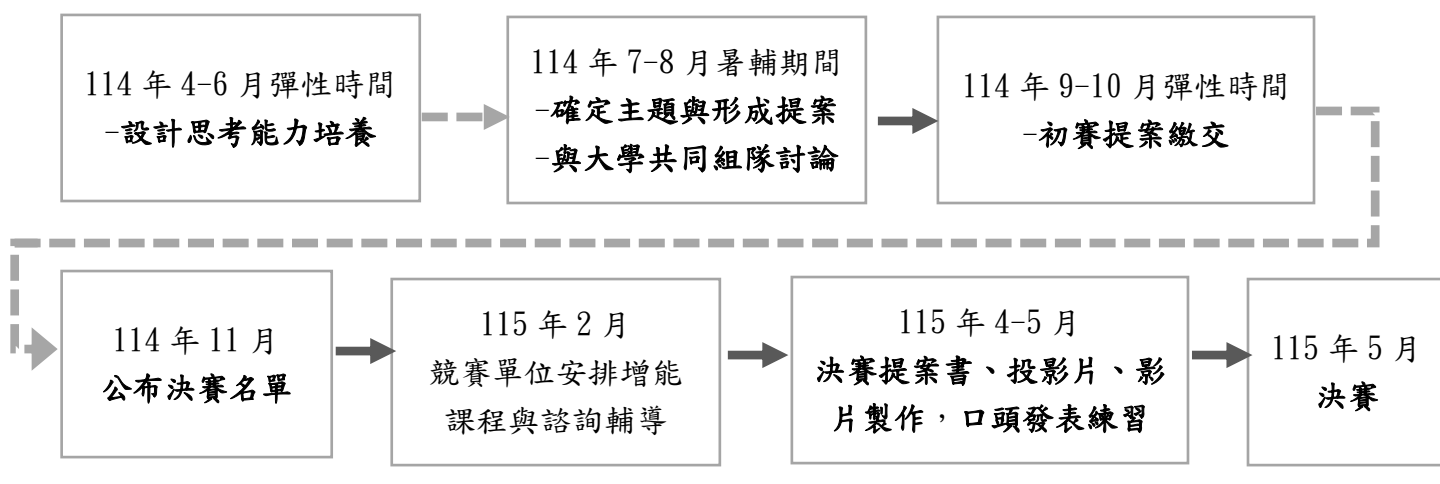 114 年 4-6 月彈性時間
-設計思考能力培養
114 年 7-8 月暑輔期間
-確定主題與形成提案
-與大學共同組隊討論
114 年 9-10 月彈性時間
-初賽提案繳交
114 年 11 月
公布決賽名單
115 年 2 月
競賽單位安排增能
課程與諮詢輔導
115 年 4-5 月
決賽提案書、投影片、影
片製作，口頭發表練習
115 年 5 月
決賽